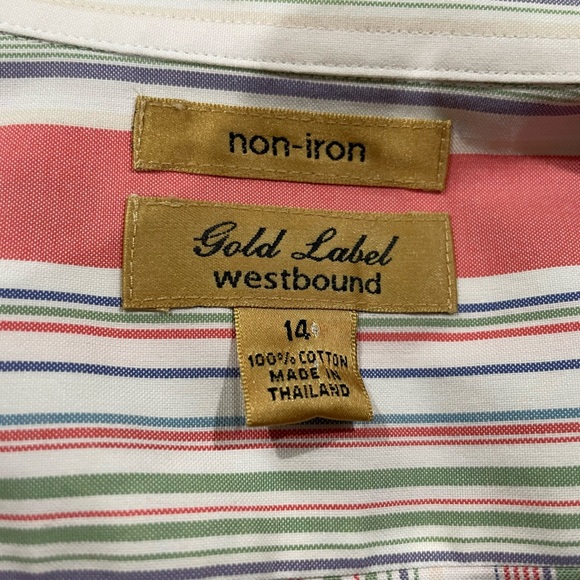 non-iron
Gold Label
westbound
14
100% COTTON
MADE IN
THAILAND